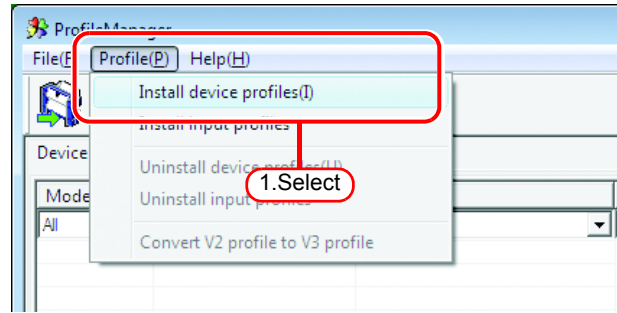 ProfileManager
File(F) Profile(P) Help(H)
Install device profiles(I)
Install input profiles
Device
Uninstall device profiles(U)
1.Select
Mode
Uninstall input profiles
All
Convert V2 profile to V3 profile